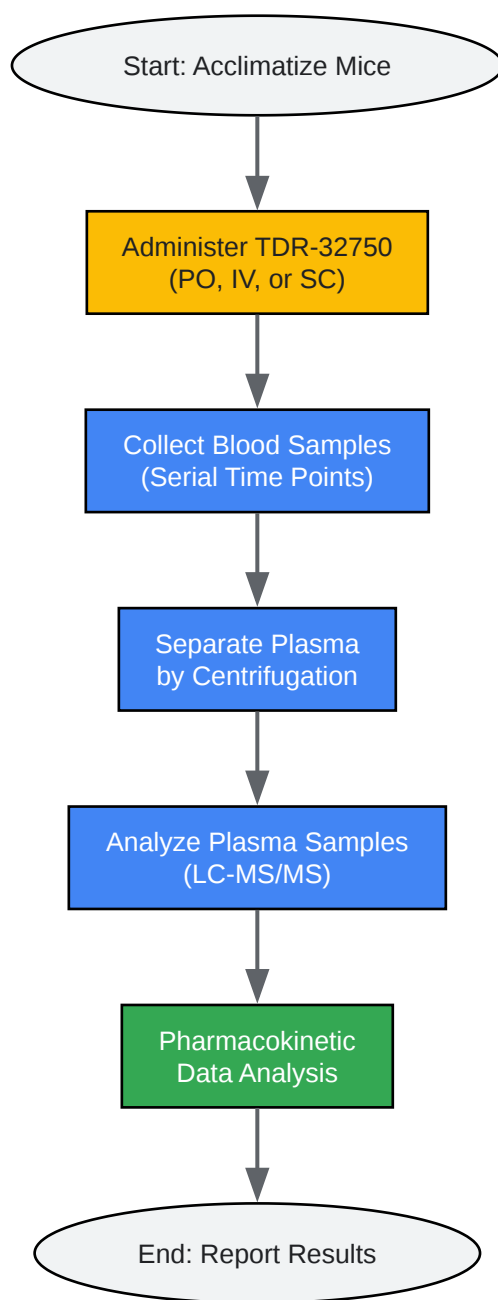 Start: Acclimatize Mice
Administer TDR-32750
(PO, IV, or SC)
Collect Blood Samples
(Serial Time Points)
Separate Plasma
by Centrifugation
Analyze Plasma Samples
(LC-MS/MS)
Pharmacokinetic
Data Analysis
End: Report Results